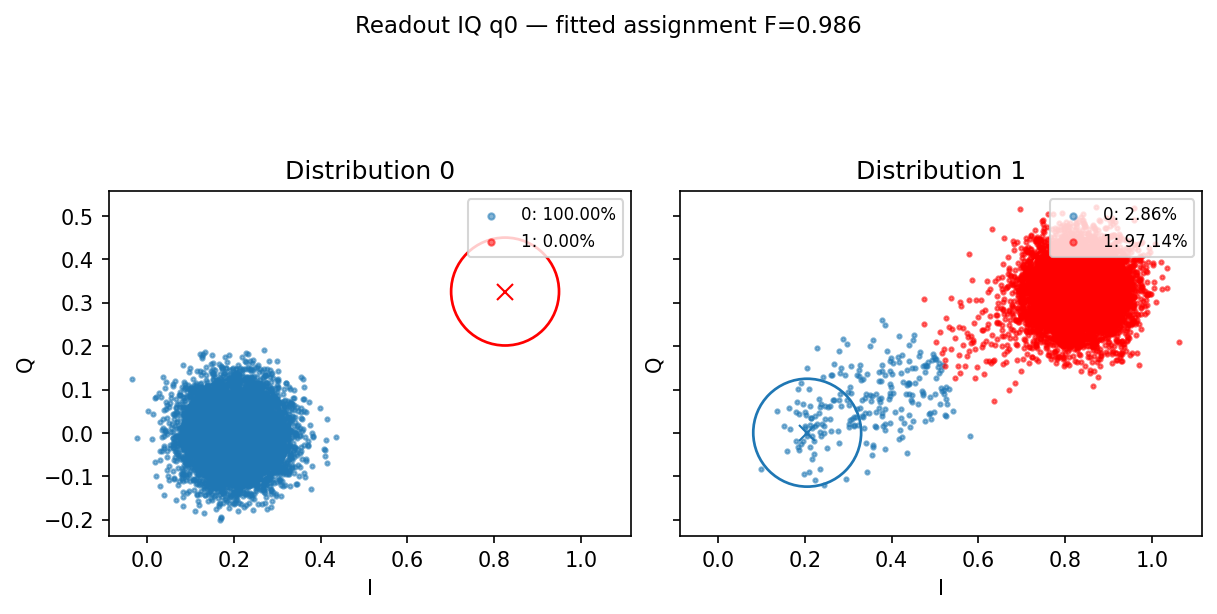 Readout IQ q0 — fitted assignment F=0.986
Distribution 0
Distribution 1
0: 100.00%
1: 0.00%
0: 2.86%
1: 97.14%
Q
0.5
0.4
0.3
0.2
0.1
0.0
−0.1
−0.2
0.0 0.2 0.4 0.6 0.8 1.0
I
Q
0.0 0.2 0.4 0.6 0.8 1.0
I